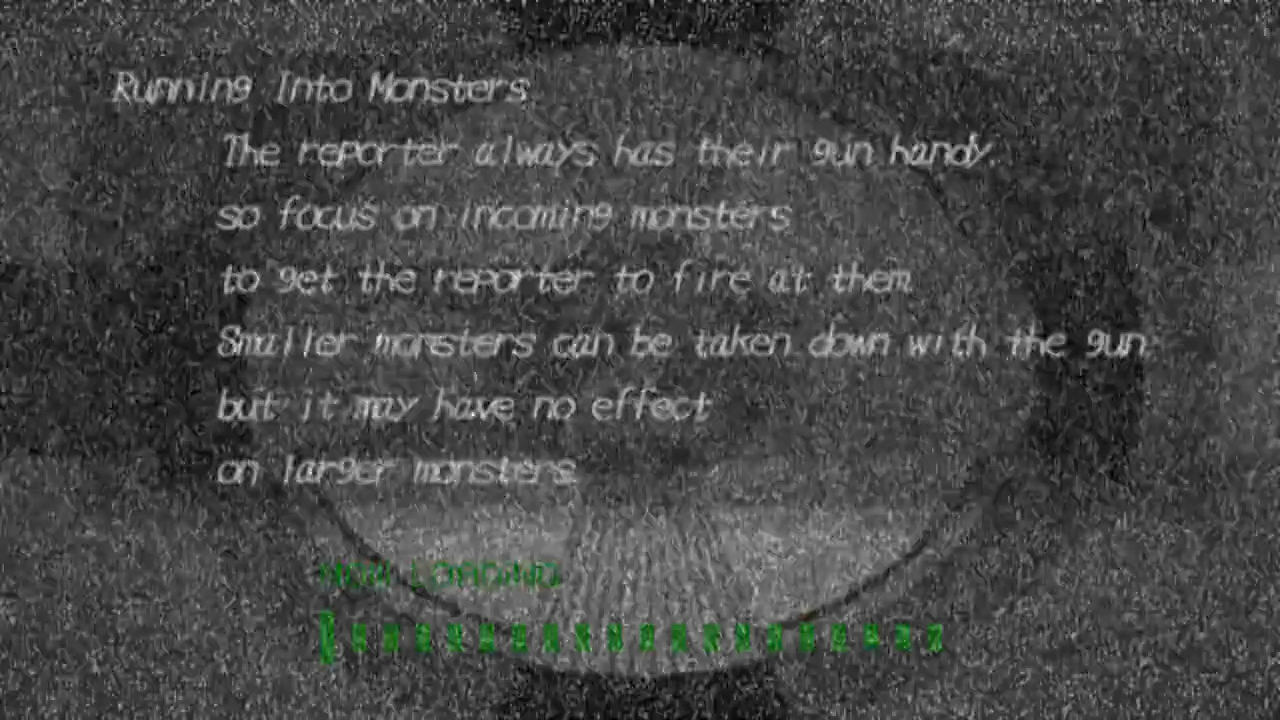 Running Into Monsters
The reporter always has their gun handy.
so focus on incoming monsters
to get the reporter to fire at them.
Smaller monsters can be taken down with the gun
but it may have no effect
on larger monsters.
NOW LOADING